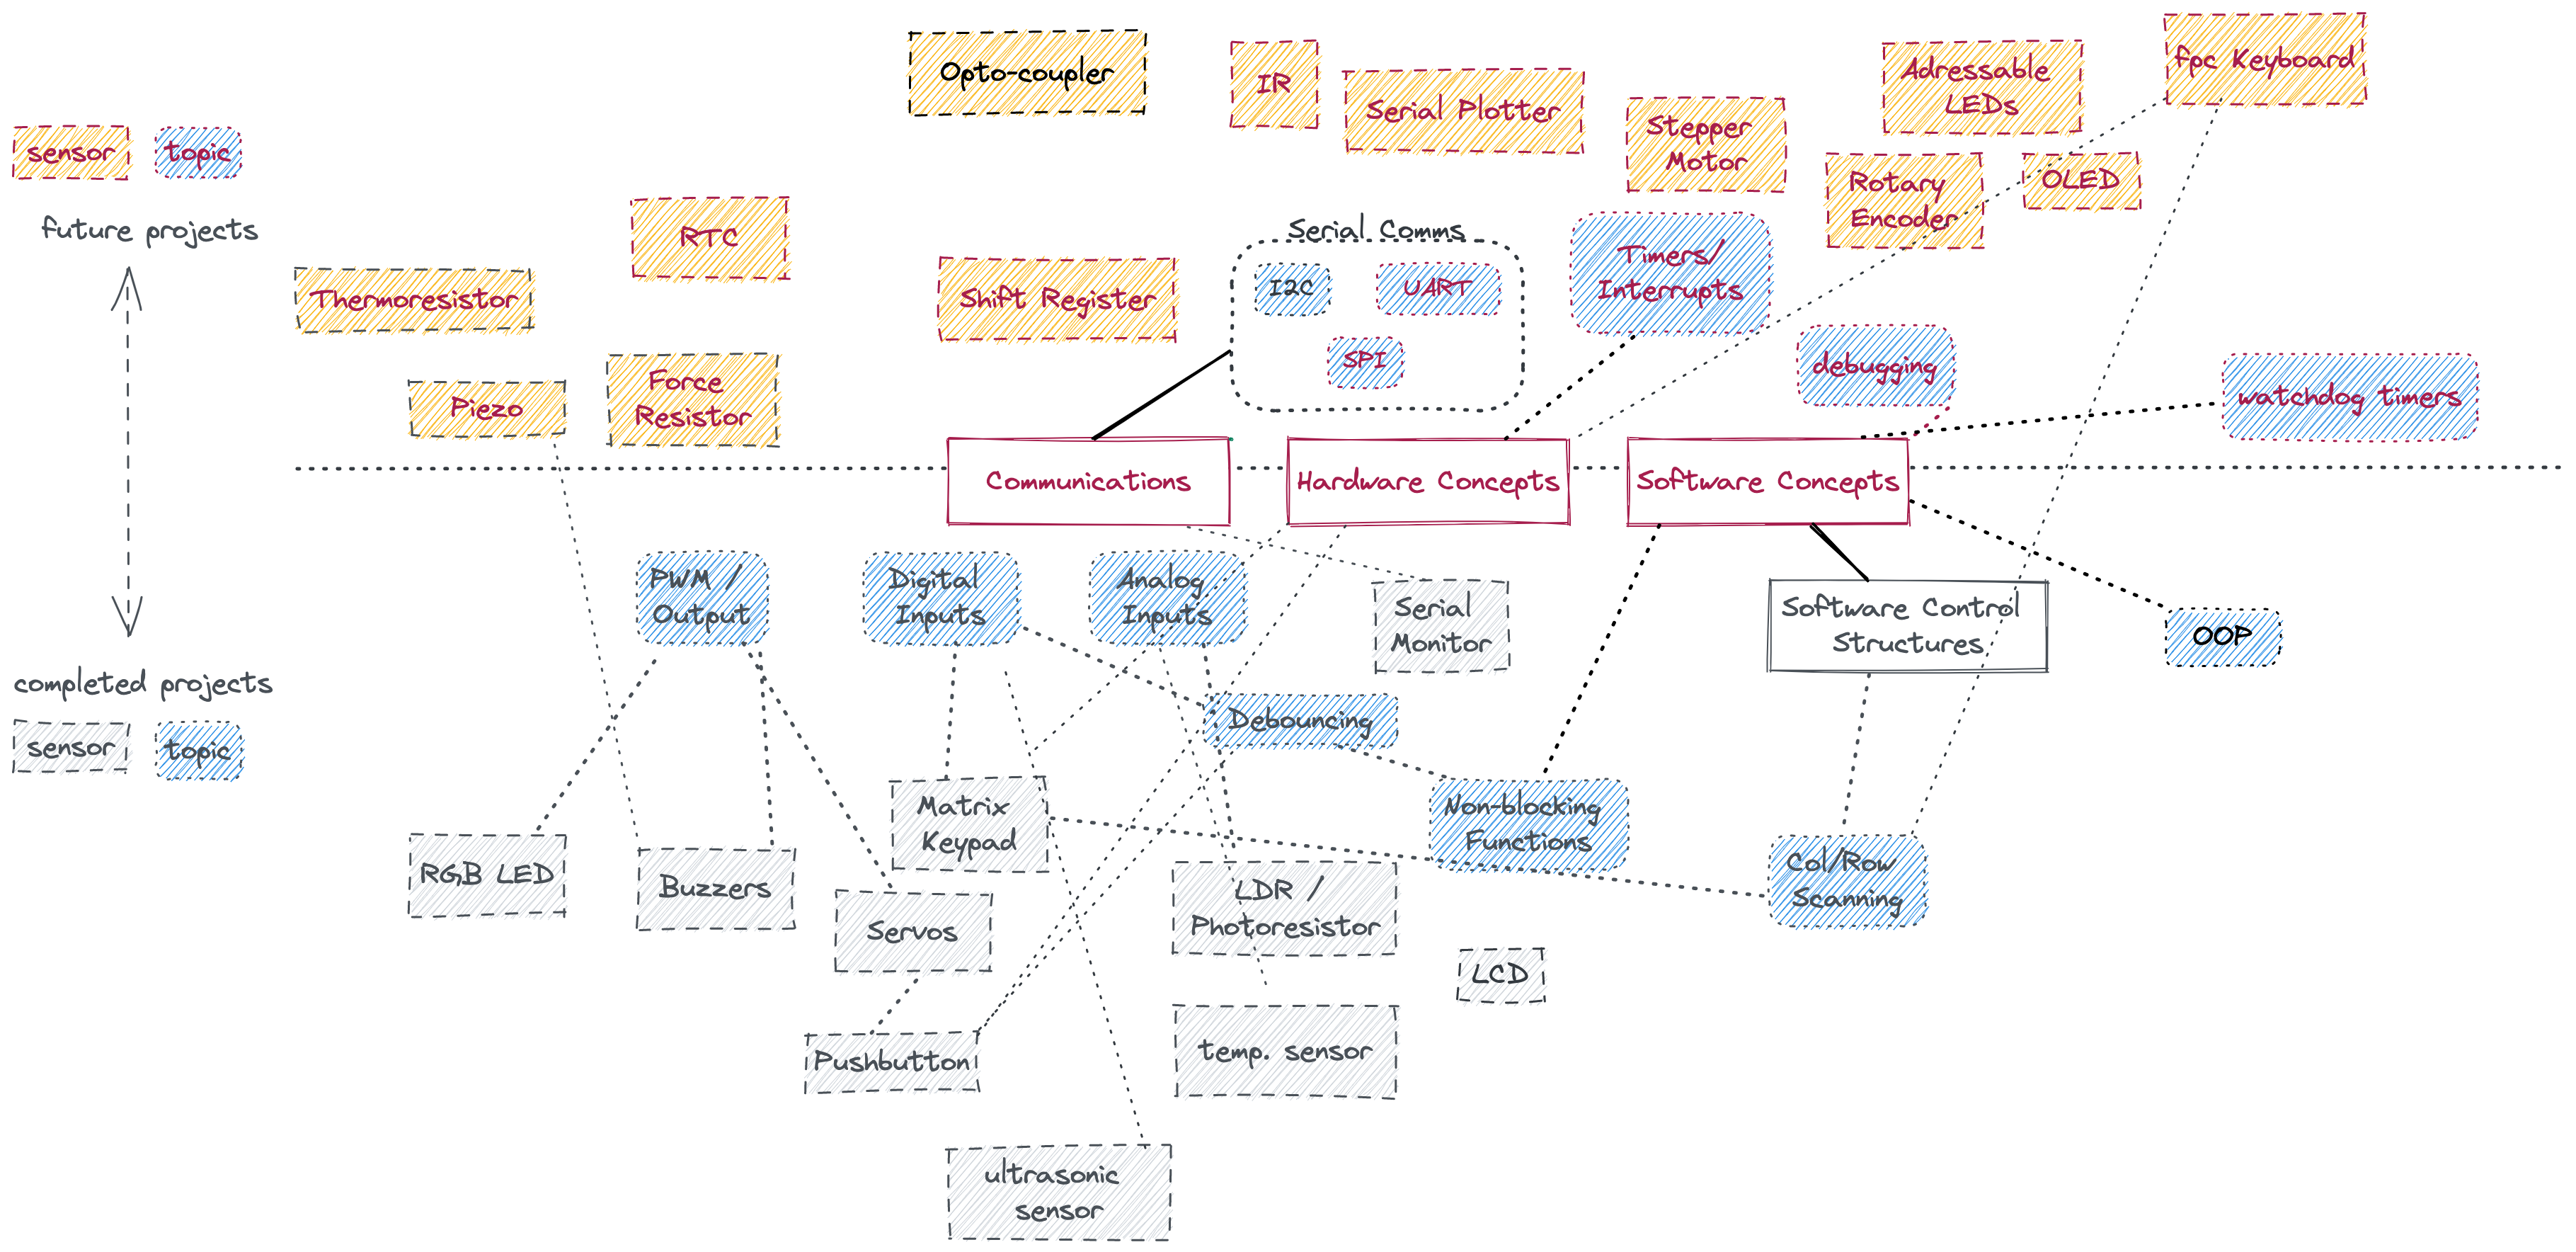 Opto-coupler
IR
Serial Plotter
Stepper
Motor
Adressable
LEDs
fpc Keyboard
sensor
topic
future projects
RTC
Rotary
Encoder
OLED
Thermoresistor
Shift Register
Serial Comms
I2C
UART
SPI
Timers/
Interrupts
Piezo
Force
Resistor
debugging
watchdog timers
Communications
Hardware Concepts
Software Concepts
PWM /
Output
Digital
Inputs
Analog
Inputs
Serial
Monitor
Software Control
Structures
OOP
completed projects
sensor
topic
Debouncing
Matrix
Keypad
Non-blocking
Functions
Col/Row
Scanning
RGB LED
Buzzers
Servos
LDR /
Photoresistor
LCD
Pushbutton
temp. sensor
ultrasonic
sensor